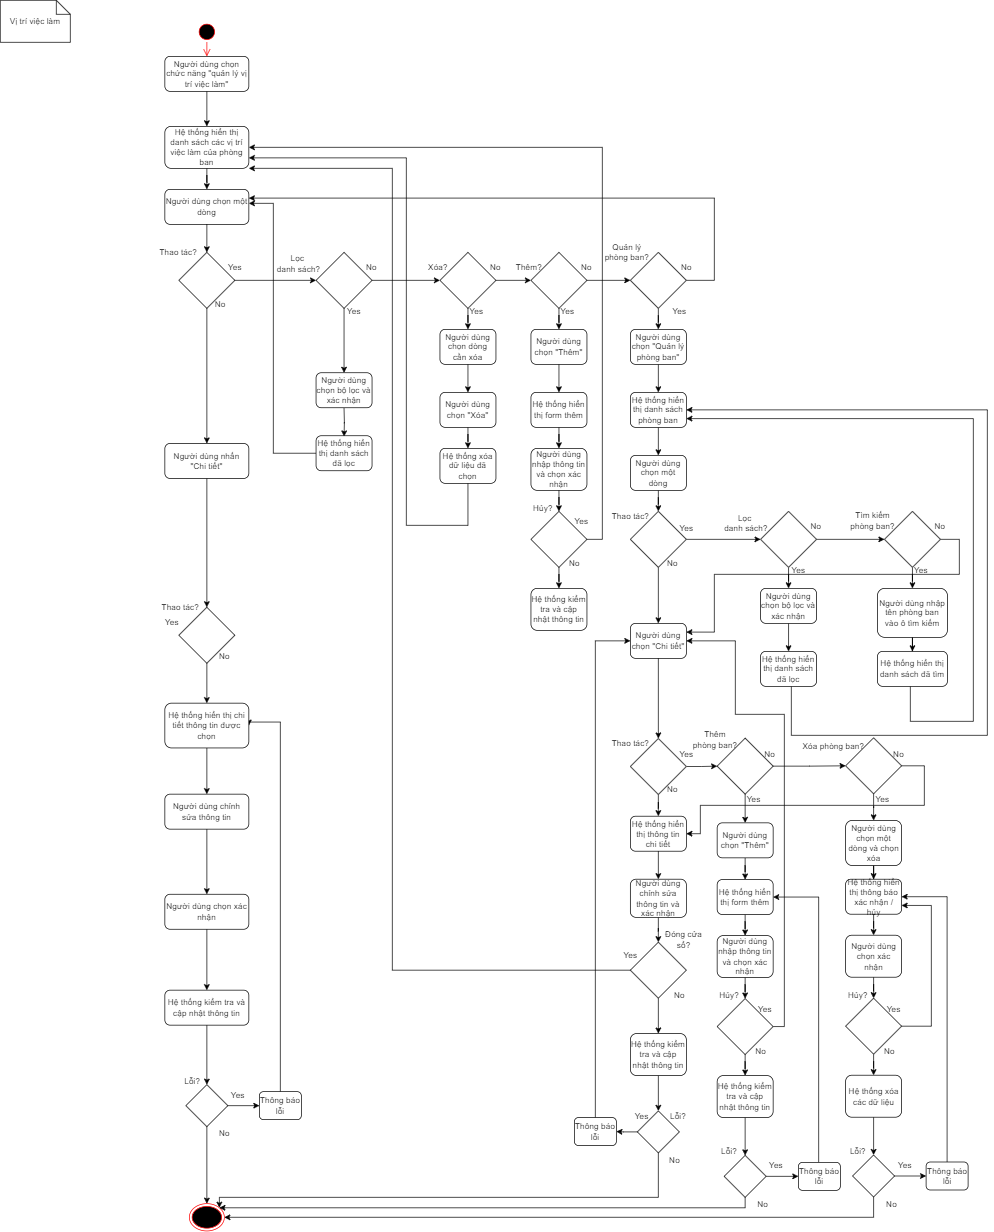 Vị trí việc làm
Người dùng chọn
chức năng "quản lý vị
trí việc làm"
Hệ thống hiển thị
danh sách các vị trí
việc làm của phòng
ban
Người dùng chọn một
dòng
Thao tác?
Yes
No
Lọc
danh sách?
No
Yes
Xóa?
No
Yes
Thêm?
No
Yes
Quản lý
phòng ban?
No
Yes
Người dùng
chọn bộ lọc và
xác nhận
Hệ thống hiển
thị danh sách
đã lọc
Người dùng
chọn dòng
cần xóa
Người dùng
chọn "Xóa"
Hệ thống xóa
dữ liệu đã
chọn
Người dùng
chọn "Thêm"
Hệ thống hiển
thị form thêm
Người dùng
nhập thông tin
và chọn xác
nhận
Hủy?
Yes
No
Hệ thống kiểm
tra và cập
nhật thông tin
Người dùng
chọn "Quản lý
phòng ban"
Hệ thống hiển
thị danh sách
phòng ban
Người dùng
chọn một
dòng
Thao tác?
Yes
No
Lọc
danh sách?
No
Yes
Tìm kiếm
phòng ban?
No
Yes
Người dùng
chọn bộ lọc và
xác nhận
Hệ thống hiển
thị danh sách
đã lọc
Người dùng nhập
tên phòng ban
vào ô tìm kiếm
Hệ thống hiển thị
danh sách đã tìm
Người dùng nhấn
"Chi tiết"
Thao tác?
Yes
No
Hệ thống hiển thị chi
tiết thông tin được
chọn
Người dùng chỉnh
sửa thông tin
Người dùng chọn xác
nhận
Hệ thống kiểm tra và
cập nhật thông tin
Lỗi?
Yes
No
Thông báo
lỗi
Người dùng
chọn "Chi tiết"
Thao tác?
Yes
No
Thêm
phòng ban?
No
Yes
Xóa phòng ban?
No
Yes
Hệ thống hiển
thị thông tin
chi tiết
Người dùng
chỉnh sửa
thông tin và
xác nhận
Đóng cửa
sổ?
Yes
No
Hệ thống kiểm
tra và cập
nhật thông tin
Lỗi?
Yes
No
Thông báo
lỗi
Người dùng
chọn "Thêm"
Hệ thống hiển
thị form thêm
Người dùng
nhập thông tin
và chọn xác
nhận
Hủy?
Yes
No
Hệ thống kiểm
tra và cập
nhật thông tin
Lỗi?
Yes
No
Thông báo
lỗi
Người dùng
chọn một
dòng và chọn
xóa
Hệ thống hiển
thị thông báo
xác nhận /
hủy
Người dùng
chọn xác
nhận
Hủy?
Yes
No
Hệ thống xóa
các dữ liệu
Lỗi?
Yes
No
Thông báo
lỗi